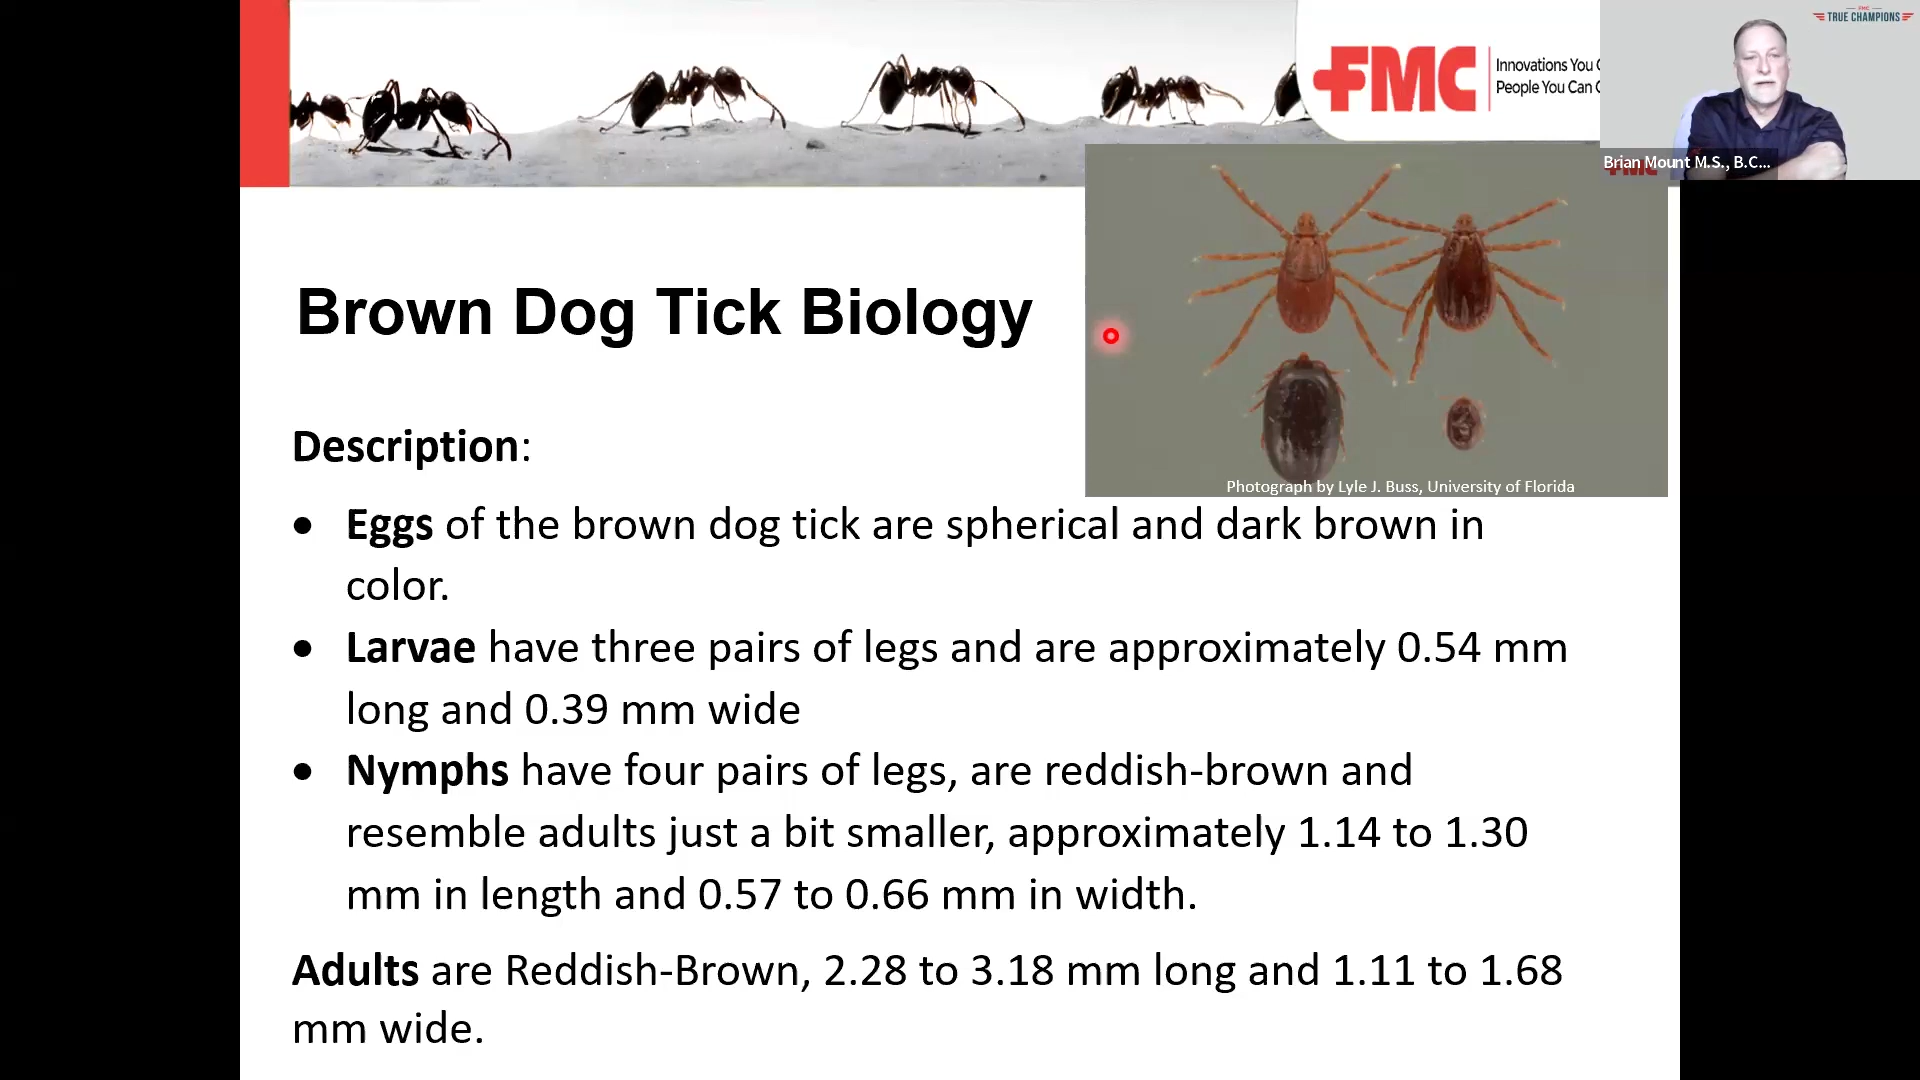 FMC
Innovations You
People You Can
FMC
TRUE CHAMPIONS
Brian Mount M.S., B.C...
FMC
Brown Dog Tick Biology
Photograph by Lyle J. Buss, University of Florida
Description:
• Eggs of the brown dog tick are spherical and dark brown in
color.
• Larvae have three pairs of legs and are approximately 0.54 mm
long and 0.39 mm wide
• Nymphs have four pairs of legs, are reddish-brown and
resemble adults just a bit smaller, approximately 1.14 to 1.30
mm in length and 0.57 to 0.66 mm in width.
Adults are Reddish-Brown, 2.28 to 3.18 mm long and 1.11 to 1.68
mm wide.